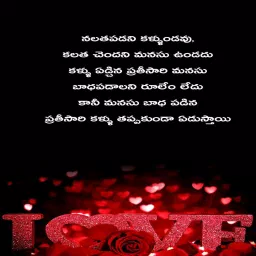 నలతపడని కళ్ళుండవు,
కలత చెందని మనసు ఉండదు
కళ్ళు ఏడ్చిన ప్రతీసారి మనసు
బాధపడాలని రూలేం లేదు
కానీ మనసు బాధ పడిన
ప్రతీసారి కళ్ళు తప్పకుండా ఏడుస్తాయి
LOVE